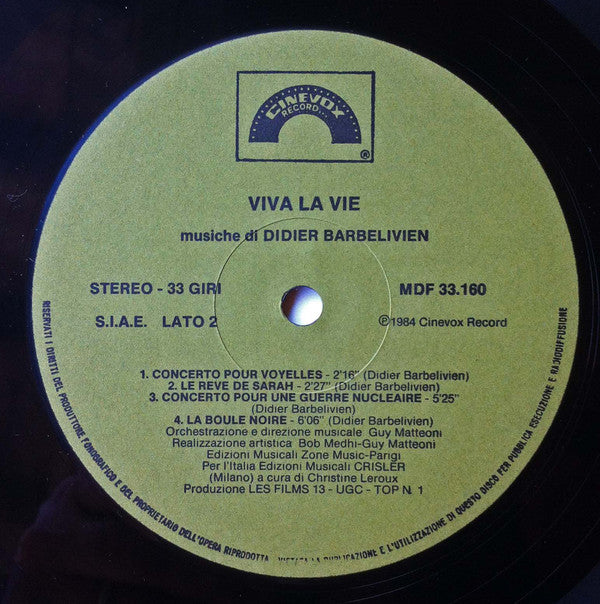 CINEVOX
RECORD
®
VIVA LA VIE
musiche di DIDIER BARBELIVIEN
STEREO - 33 GIRI
MDF 33.160
S.I.A.E. LATO 2
℗1984 Cinevox Record
1. CONCERTO POUR VOYELLES - 2'16" (Didier Barbelivien)
2. LE REVE DE SARAH - 2'27" (Didier Barbelivien)
3. CONCERTO POUR UNE GUERRE NUCLEAIRE - 5'25"
(Didier Barbelivien)
4. LA BOULE NOIRE - 6'06" (Didier Barbelivien)
Orchestrazione e direzione musicale Guy Matteoni
Realizzazione artistica Bob Medhi-Guy Matteoni
Edizioni Musicali Zone Music-Parigi
Per l'Italia Edizioni Musicali CRISLER
(Milano) a cura di Christine Leroux
Produzione LES FILMS 13 - UGC - TOP N. 1
RISERVATI I DIRITTI DEL PRODUTTORE FONOGRAFICO E DEL PROPRIETARIO DELL'OPERA RIPRODOTTA - VIETATA LA PUBLICAZIONE E L'UTILIZZAZIONE DI QUESTO DISCO PER PUBBLICA ESECUZIONE E RADIODIFFUSIONE